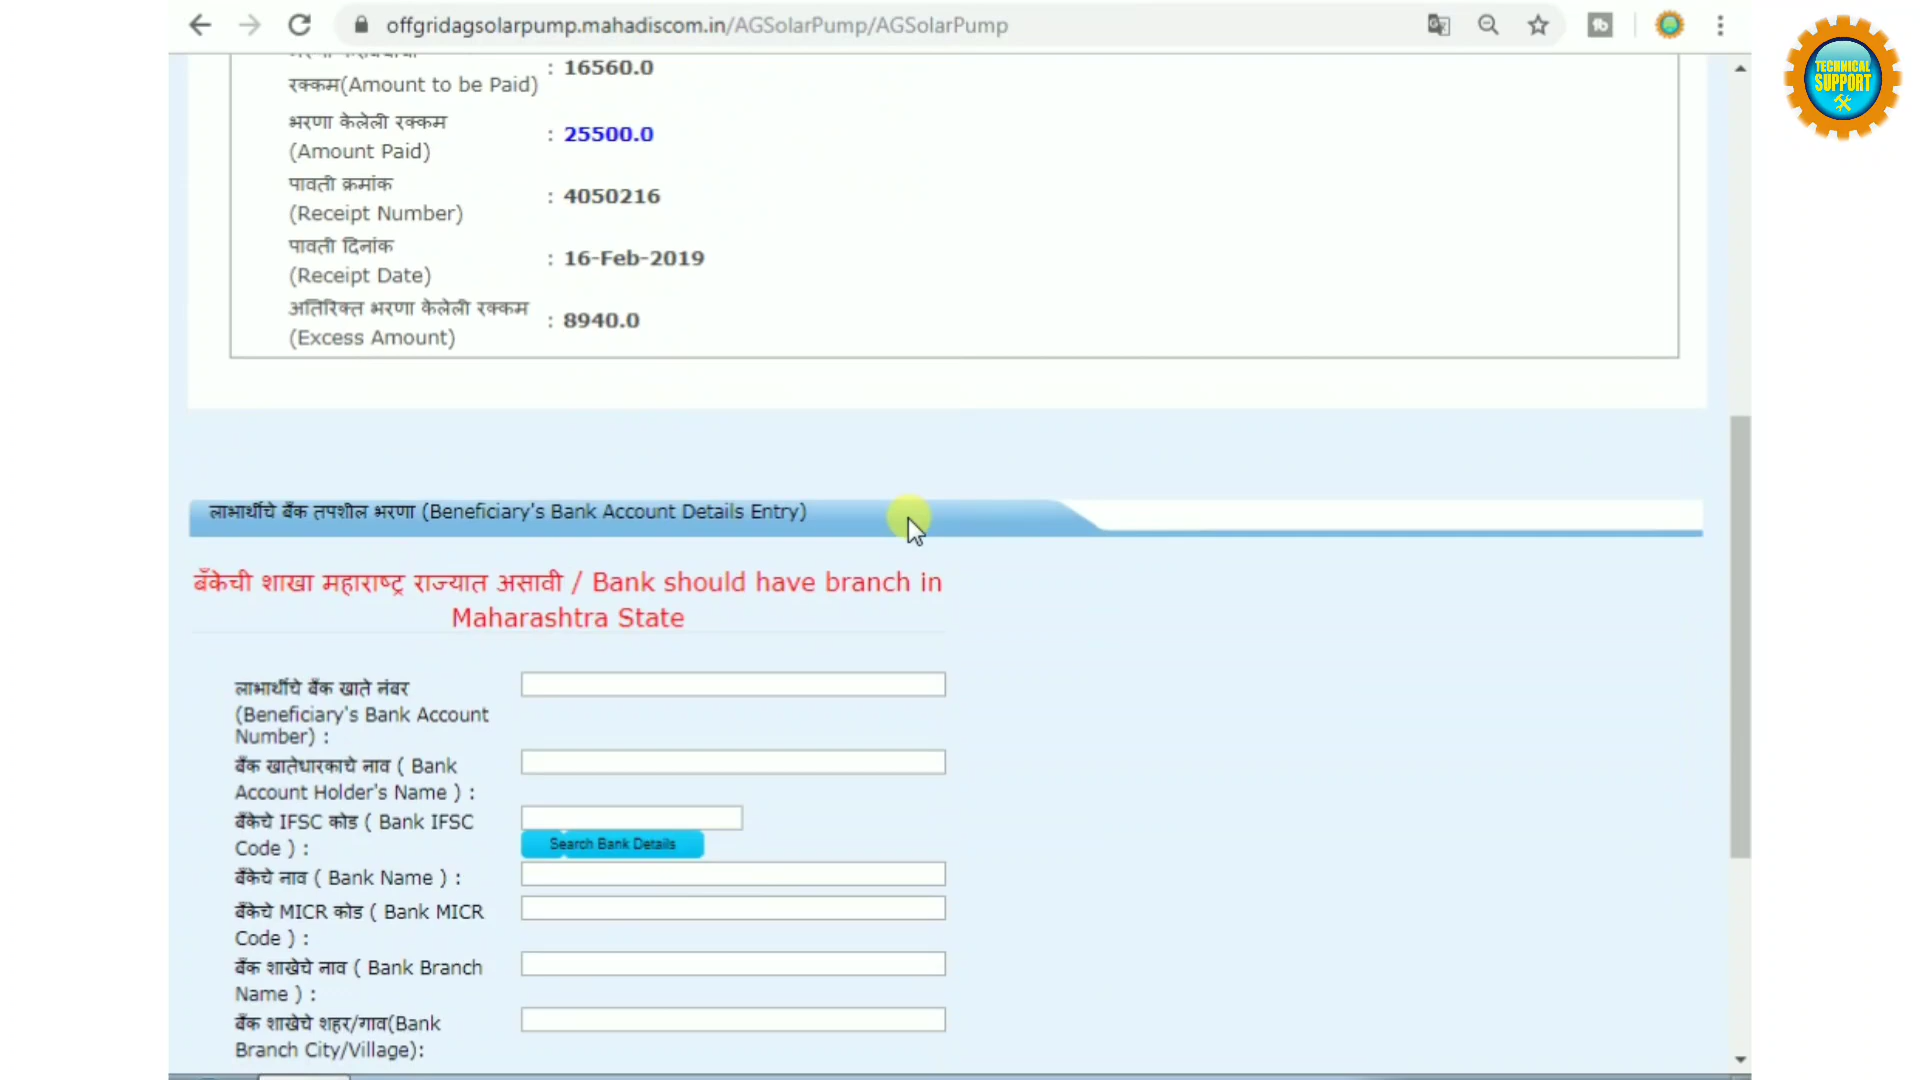 offgridagsolarpump.mahadiscom.in/AGSolarPump/AGSolarPump
TECHNICAL
SUPPORT
रक्कम(Amount to be Paid) : 16560.0
भरणा केलेली रक्कम
(Amount Paid) : 25500.0
पावती क्रमांक
(Receipt Number) : 4050216
पावती दिनांक
(Receipt Date) : 16-Feb-2019
अतिरिक्त भरणा केलेली रक्कम
(Excess Amount) : 8940.0
लाभार्थीचे बँक तपशील भरणा (Beneficiary's Bank Account Details Entry)
बँकेची शाखा महाराष्ट्र राज्यात असावी / Bank should have branch in
Maharashtra State
लाभार्थीचे बँक खाते नंबर
(Beneficiary's Bank Account
Number) :
बँक खातेधारकाचे नाव ( Bank
Account Holder's Name ) :
बँकेचे IFSC कोड ( Bank IFSC
Code ) :
Search Bank Details
बँकेचे नाव ( Bank Name ) :
बँकेचे MICR कोड ( Bank MICR
Code ) :
बँक शाखेचे नाव ( Bank Branch
Name ) :
बँक शाखेचे शहर/गाव(Bank
Branch City/Village):